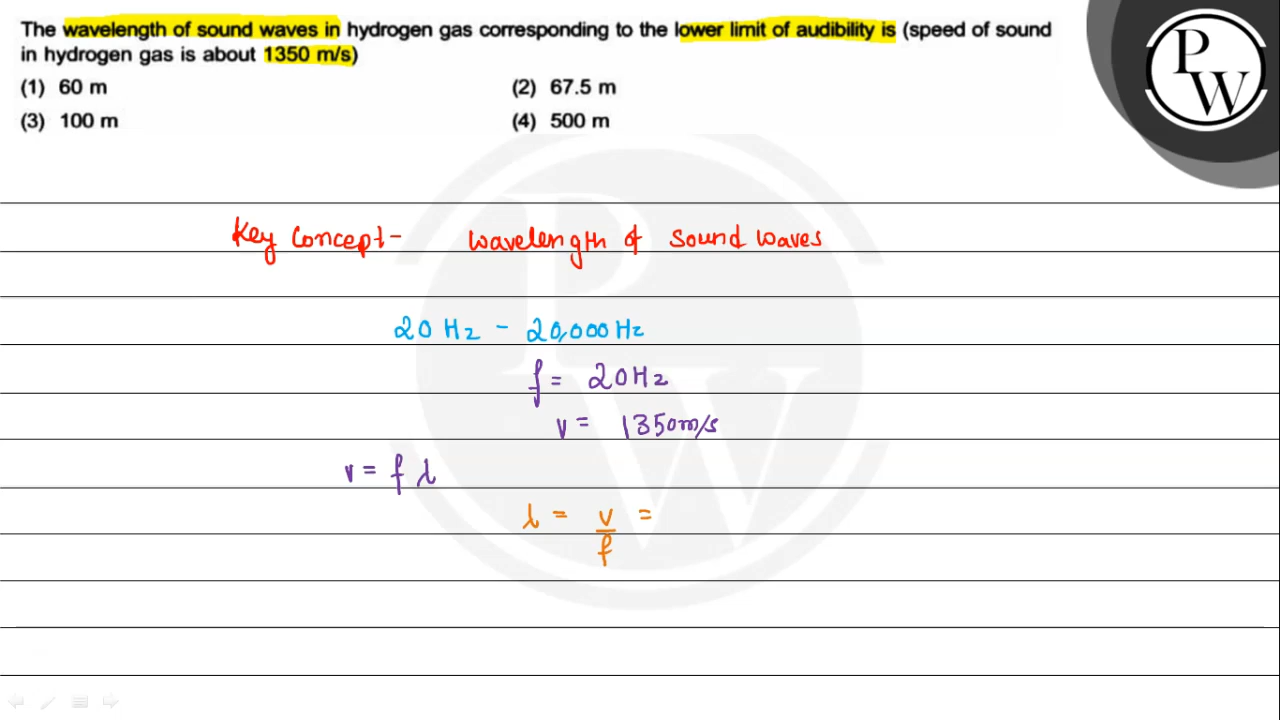 The wavelength of sound waves in hydrogen gas corresponding to the lower limit of audibility is (speed of sound
in hydrogen gas is about 1350 m/s)
(1) 60 m (2) 67.5 m
(3) 100 m (4) 500 m
PW
Key Concept- Wavelength of sound waves
20 Hz - 20,000 Hz
f = 20 Hz
v = 1350 m/s
v = f λ
λ = v/f =